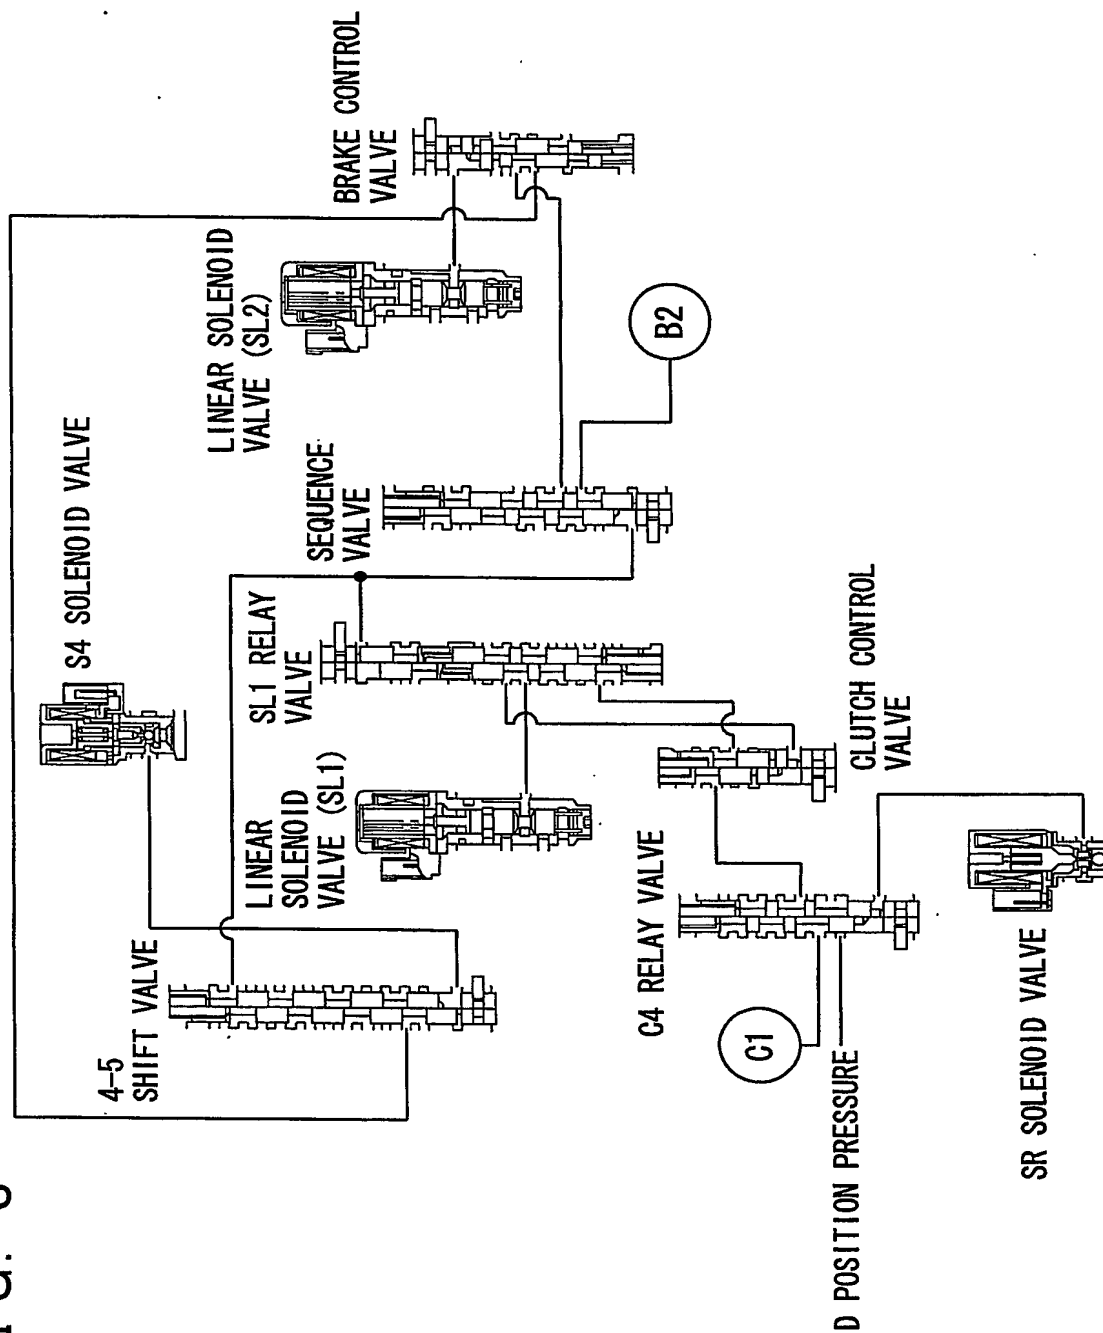 G.
S4 SOLENOID VALVE
4-5
SHIFT VALVE
LINEAR SOLENOID
VALVE (SL2)
LINEAR
SOLENOID
VALVE (SL1)
SL1 RELAY
VALVE
SEQUENCE
VALVE
BRAKE CONTROL
VALVE
C4 RELAY VALVE
B2
C1
D POSITION PRESSURE
CLUTCH CONTROL
VALVE
SR SOLENOID VALVE